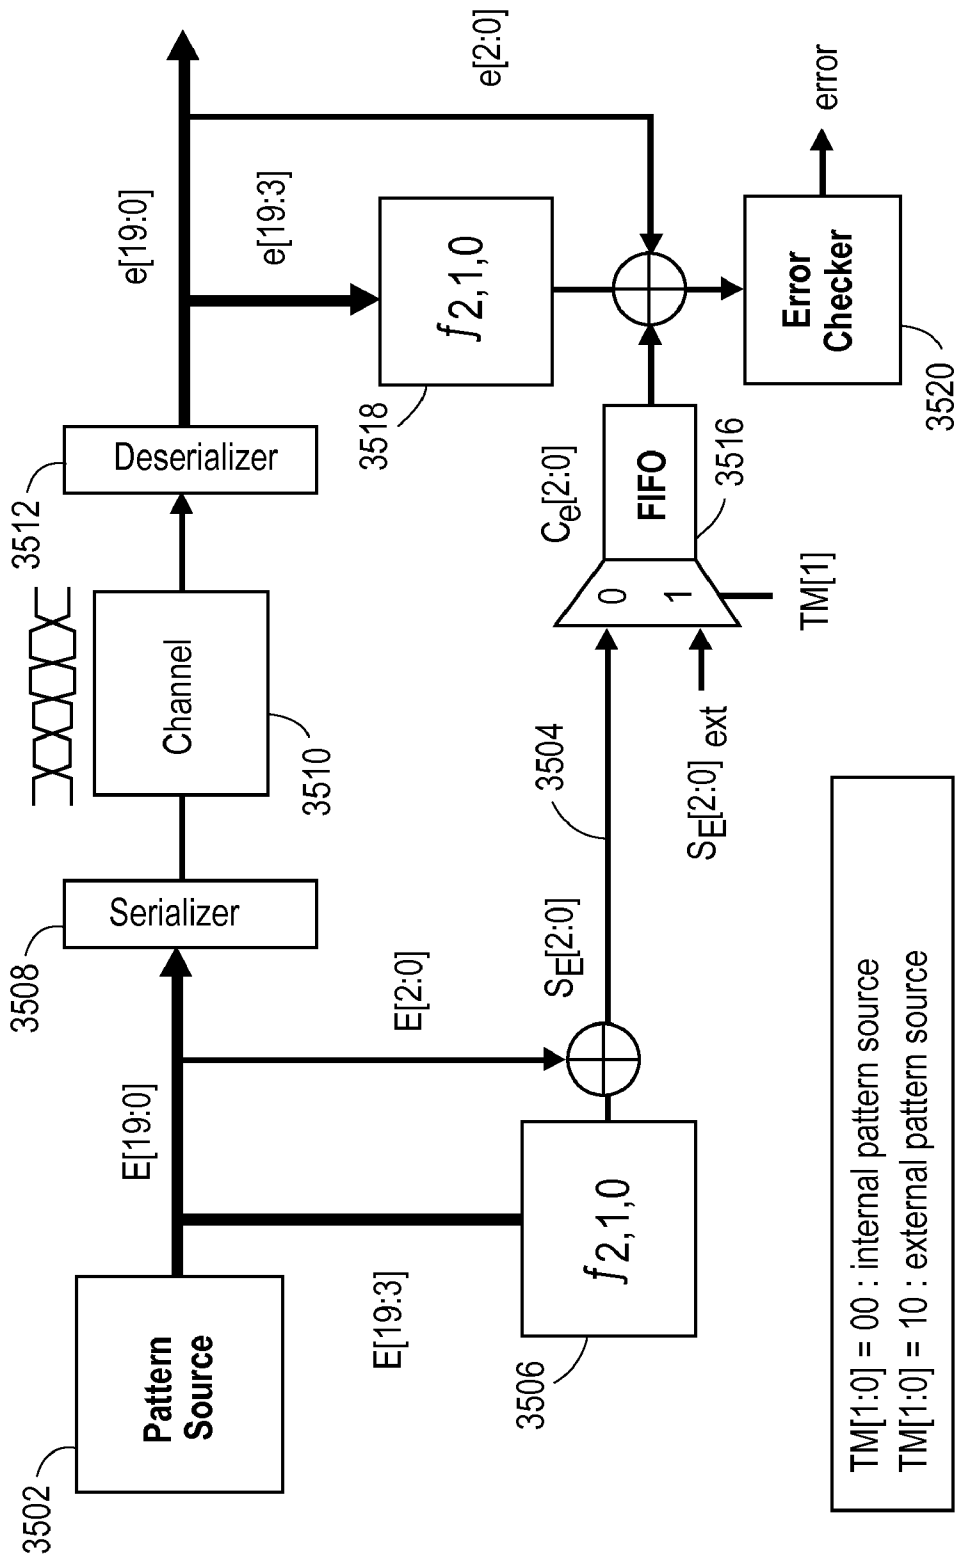 3502
Pattern
Source
E[19:0]
E[19:3]
E[2:0]
3506
f2,1,0
SE[2:0]
3508
Serializer
Channel
3510
3504
3512
Deserializer
e[19:0]
e[19:3]
e[2:0]
f2,1,0
3518
SE[2:0] ext
0
1
TM[1]
Ce[2:0]
FIFO
3516
Error
Checker
3520
error
TM[1:0] = 00 : internal pattern source
TM[1:0] = 10 : external pattern source